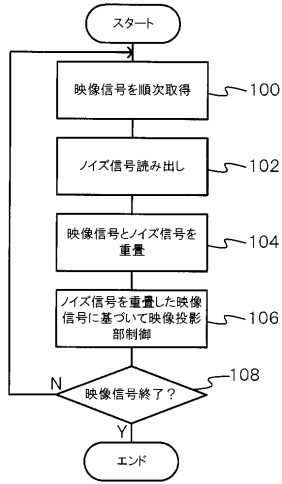 スタート
映像信号を順次取得
100
ノイズ信号読み出し
102
映像信号とノイズ信号を
重畳
104
ノイズ信号を重畳した映像
信号に基づいて映像投影
部制御
106
映像信号終了？
108
N
Y
エンド